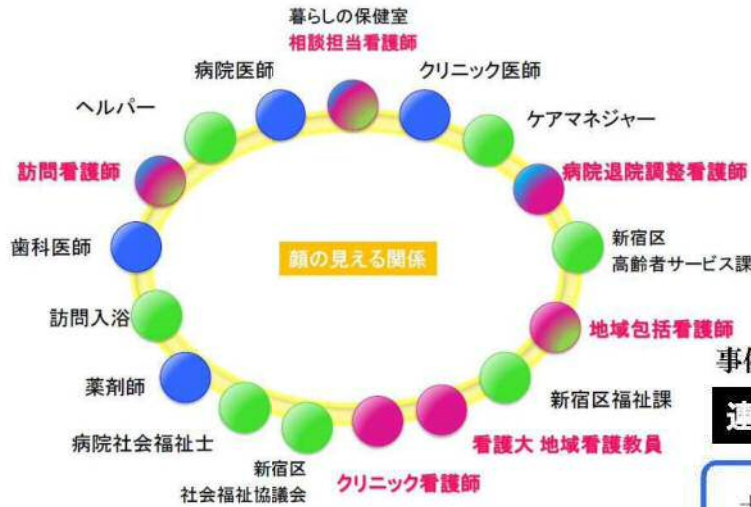 暮らしの保健室
相談担当看護師
病院医師
クリニック医師
ヘルパー
ケアマネジャー
訪問看護師
病院退院調整看護師
歯科医師
新宿区
高齢者サービス課
顔の見える関係
訪問入浴
地域包括看護師
薬剤師
新宿区福祉課
病院社会福祉士
看護大 地域看護教員
新宿区
社会福祉協議会
クリニック看護師